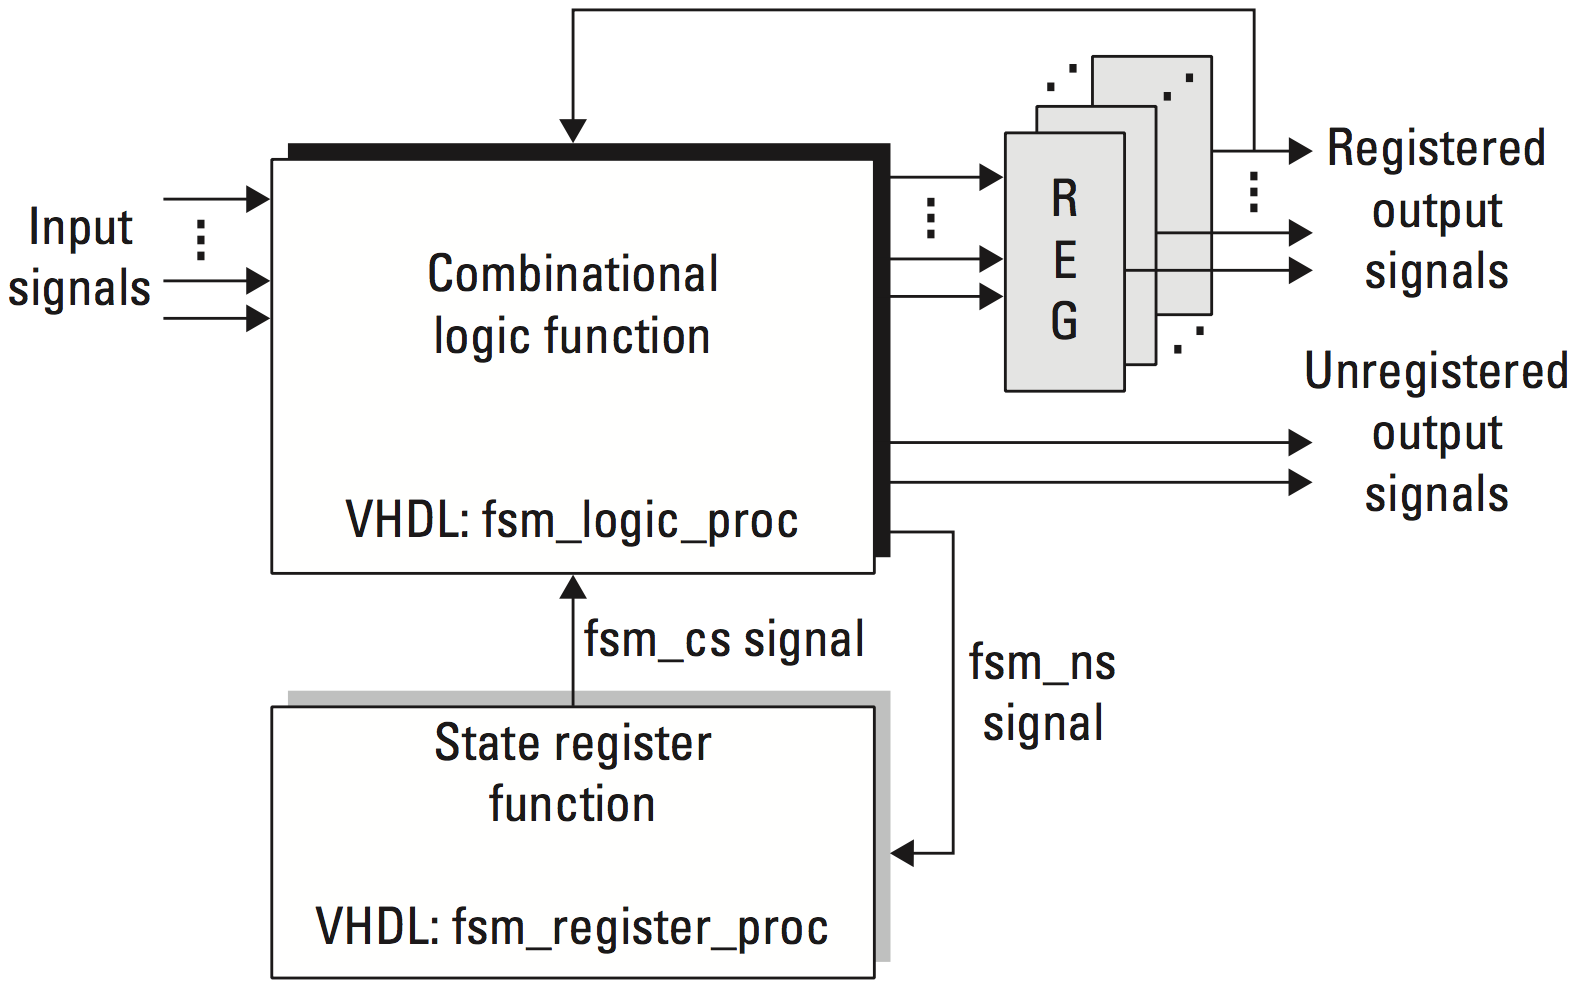 Input
signals
Combinational
logic function
VHDL: fsm_logic_proc
R
E
G
Registered
output
signals
Unregistered
output
signals
fsm_cs signal
fsm_ns
signal
State register
function
VHDL: fsm_register_proc